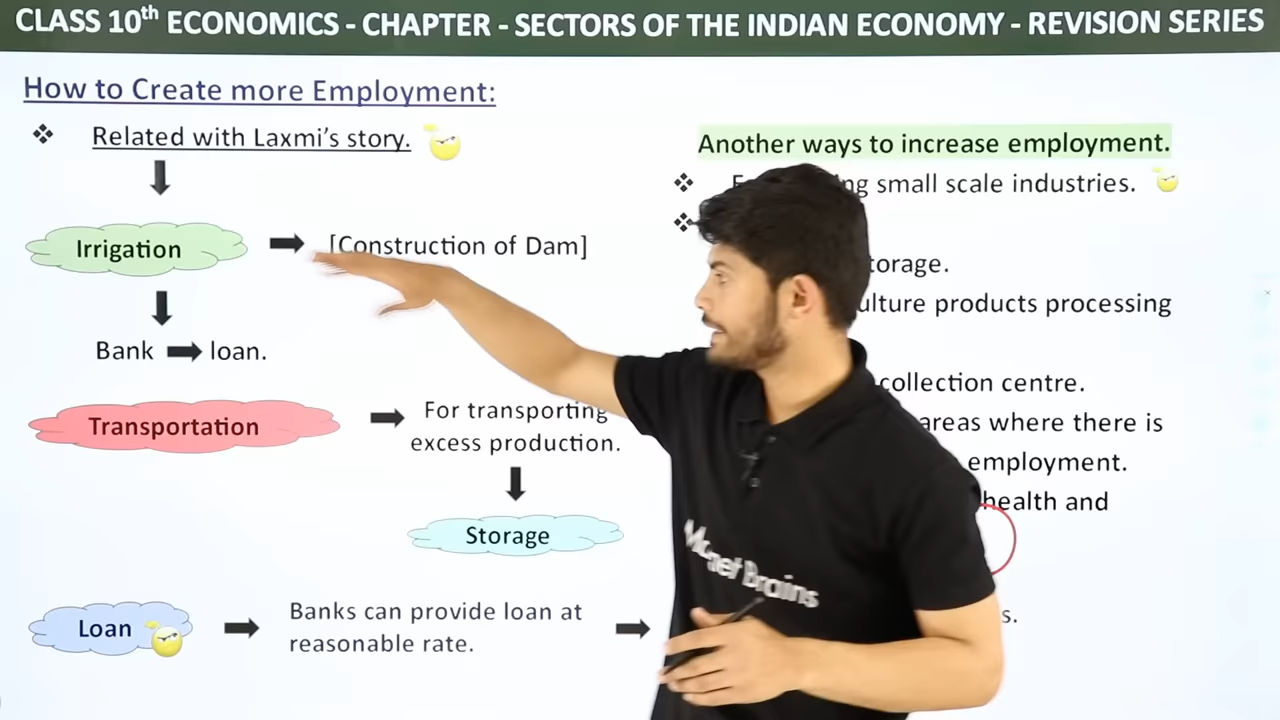 CLASS 10th ECONOMICS - CHAPTER - SECTORS OF THE INDIAN ECONOMY - REVISION SERIES
How to Create more Employment:
Related with Laxmi's story.
Irrigation
[Construction of Dam]
Bank
loan.
Transportation
For transporting
excess production.
Storage
Loan
Banks can provide loan at
reasonable rate.
Another ways to increase employment.
small scale industries.
products processing
collection centre.
areas where there is
employment.
health and
Magnet Brains